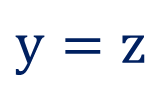 y = z